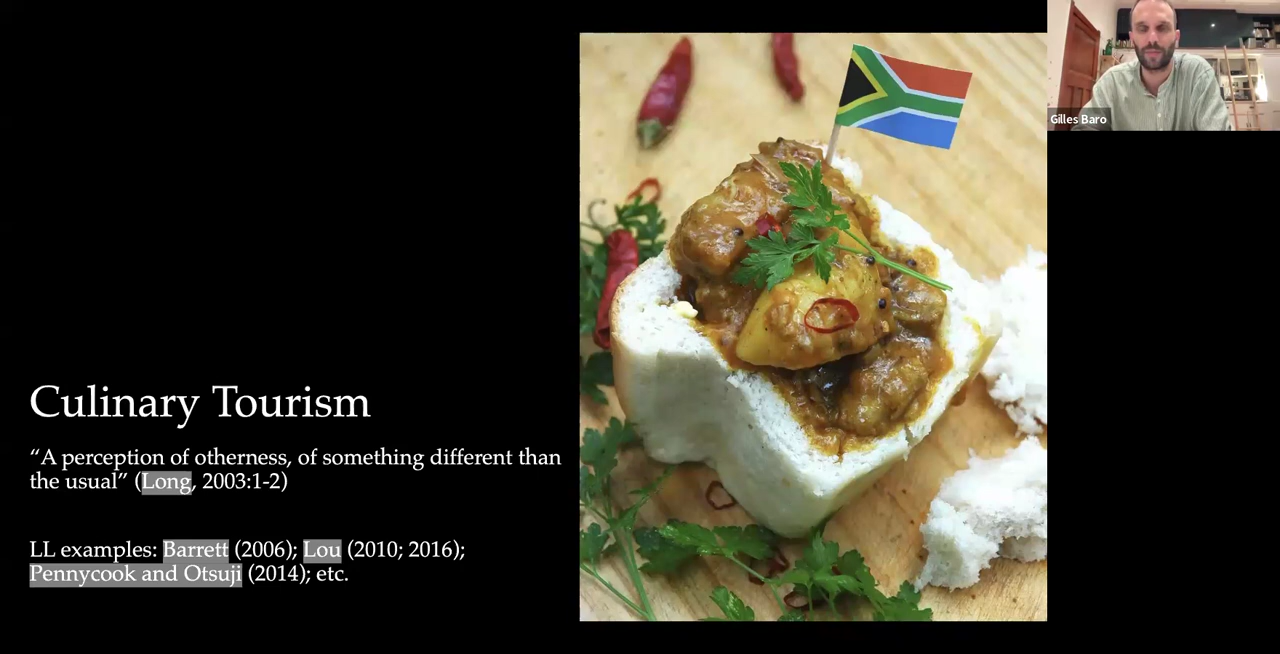 Gilles Baro
Culinary Tourism
“A perception of otherness, of something different than
the usual” (Long, 2003:1-2)
LL examples: Barrett (2006); Lou (2010; 2016);
Pennycook and Otsuji (2014); etc.